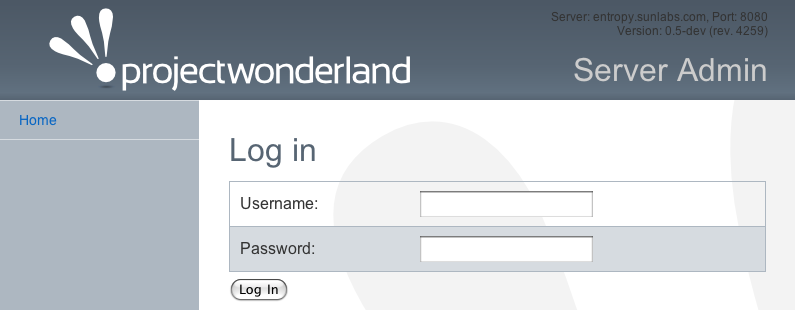 Server: entropy.sunlabs.com, Port: 8080
Version: 0.5-dev (rev. 4259)
projectwonderland
Server Admin
Home
Log in
Username:
Password:
Log In